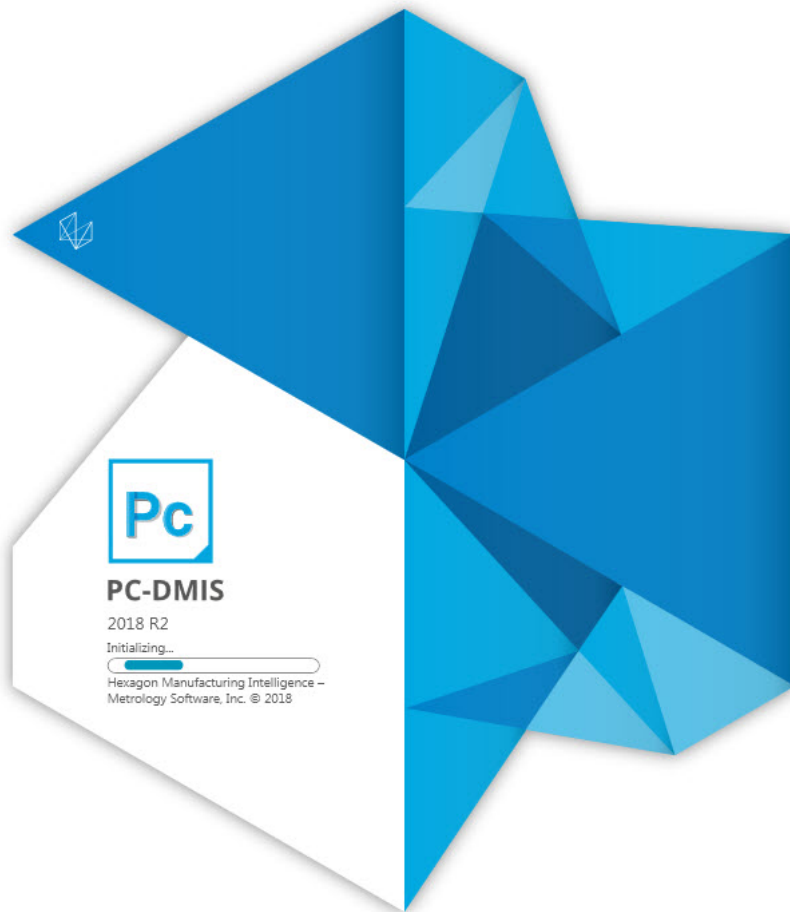 Pc
PC-DMIS
2018 R2
Initializing...
Hexagon Manufacturing Intelligence –
Metrology Software, Inc. © 2018